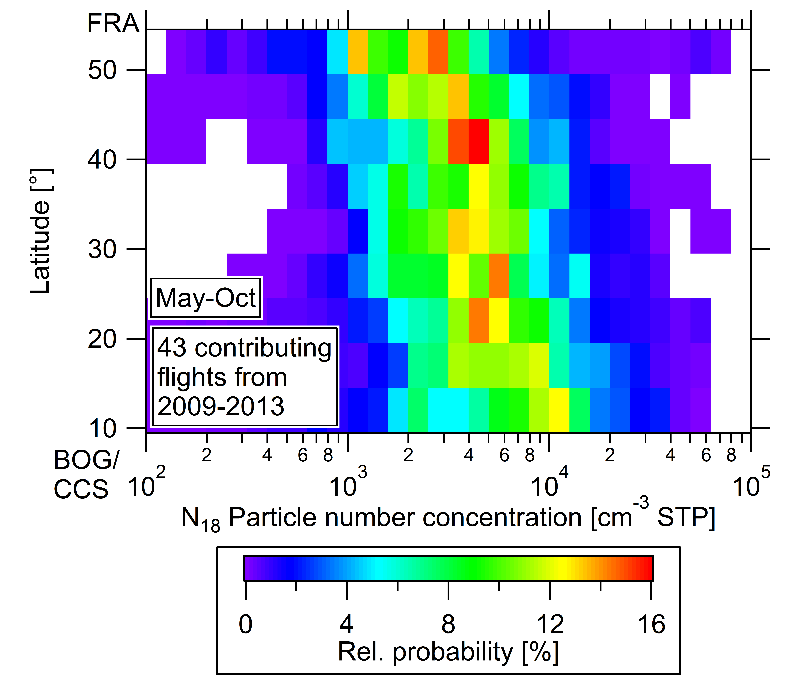 FRA
50
40
30
20
10
Latitude [°]
May-Oct
43 contributing
flights from
2009-2013
BOG/
CCS
2 4 6 8 2 4 6 8 2 4 6 8
10² 10³ 10⁴ 10⁵
N₁₈ Particle number concentration [cm⁻³ STP]
0 4 8 12 16
Rel. probability [%]